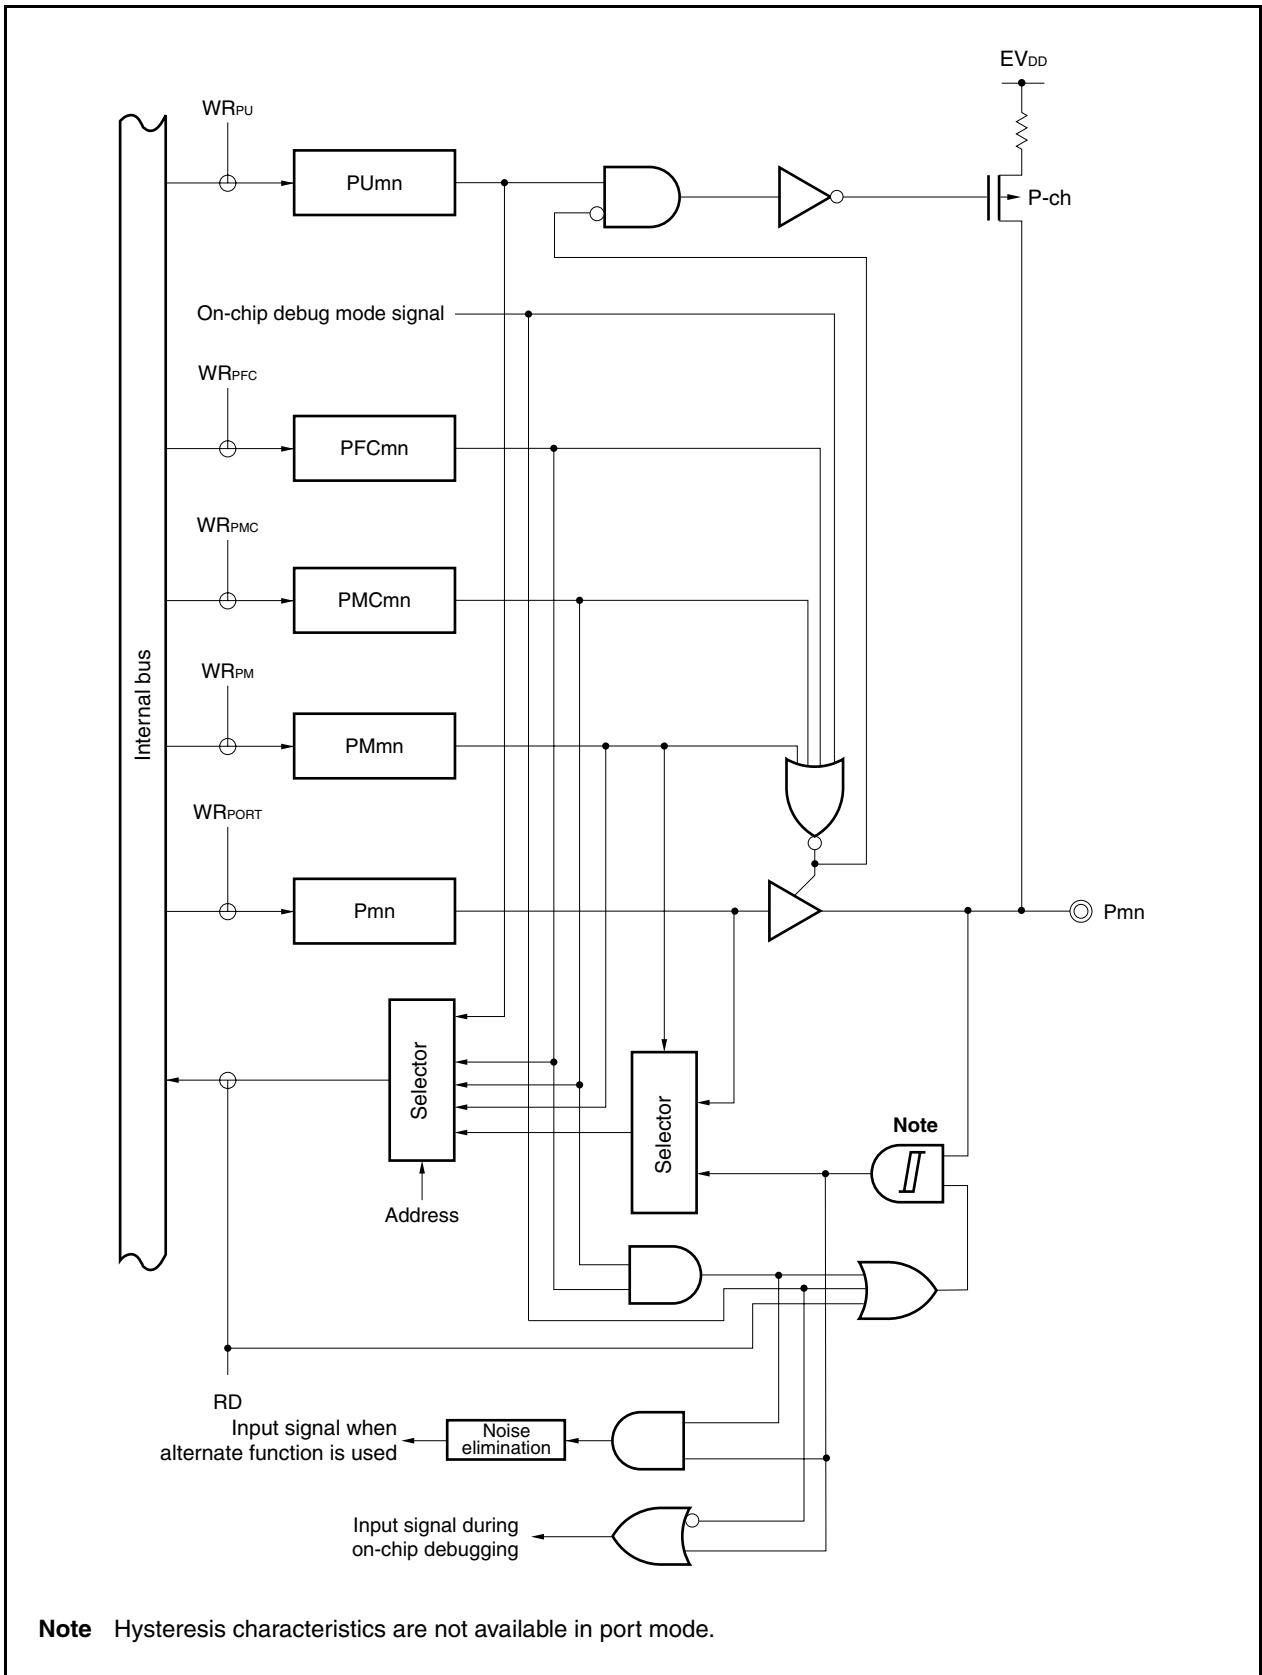 EVDD
WRPU
PUmn
P-ch
On-chip debug mode signal
WRPFC
PFCmn
WRPMC
PMCmn
Internal bus
WRPM
PMmn
WRPORT
Pmn
Pmn
Selector
Selector
Note
Address
RD
Input signal when
alternate function is used
Noise
elimination
Input signal during
on-chip debugging
Note Hysteresis characteristics are not available in port mode.